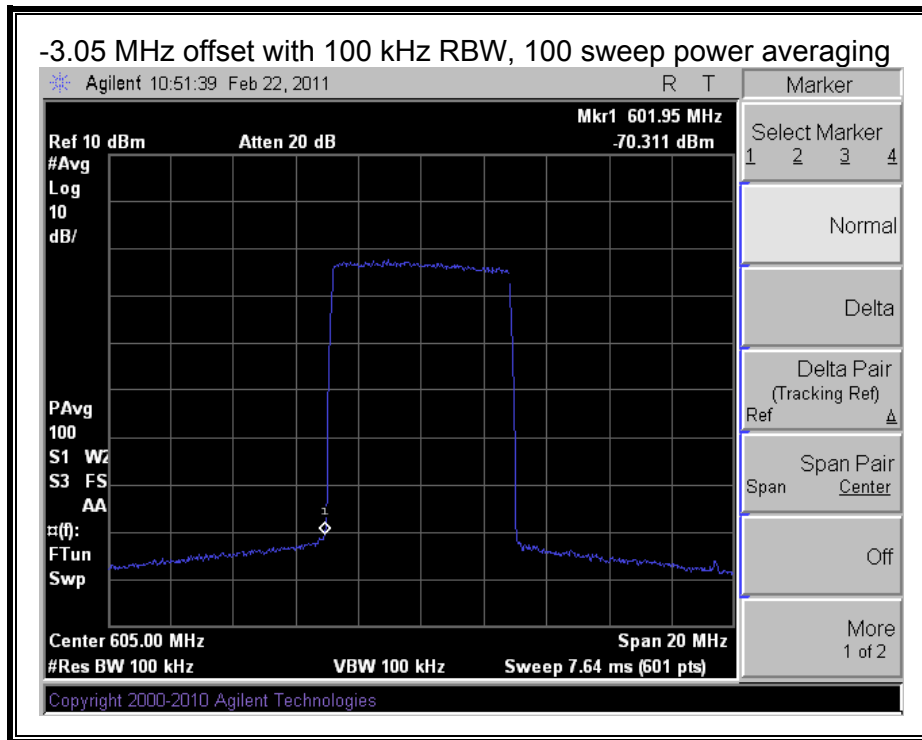 -3.05 MHz offset with 100 kHz RBW, 100 sweep power averaging
Agilent 10:51:39 Feb 22, 2011 R T
Mkr1 601.95 MHz
Ref 10 dBm Atten 20 dB -70.311 dBm
#Avg
Log
10
dB/
PAvg
100
S1 W2
S3 FS
AA
¤(f):
FTun
Swp
1
Center 605.00 MHz Span 20 MHz
#Res BW 100 kHz VBW 100 kHz Sweep 7.64 ms (601 pts)
Copyright 2000-2010 Agilent Technologies
Marker
Select Marker
1 2 3 4
Normal
Delta
Delta Pair
(Tracking Ref)
Ref Δ
Span Pair
Span Center
Off
More
1 of 2